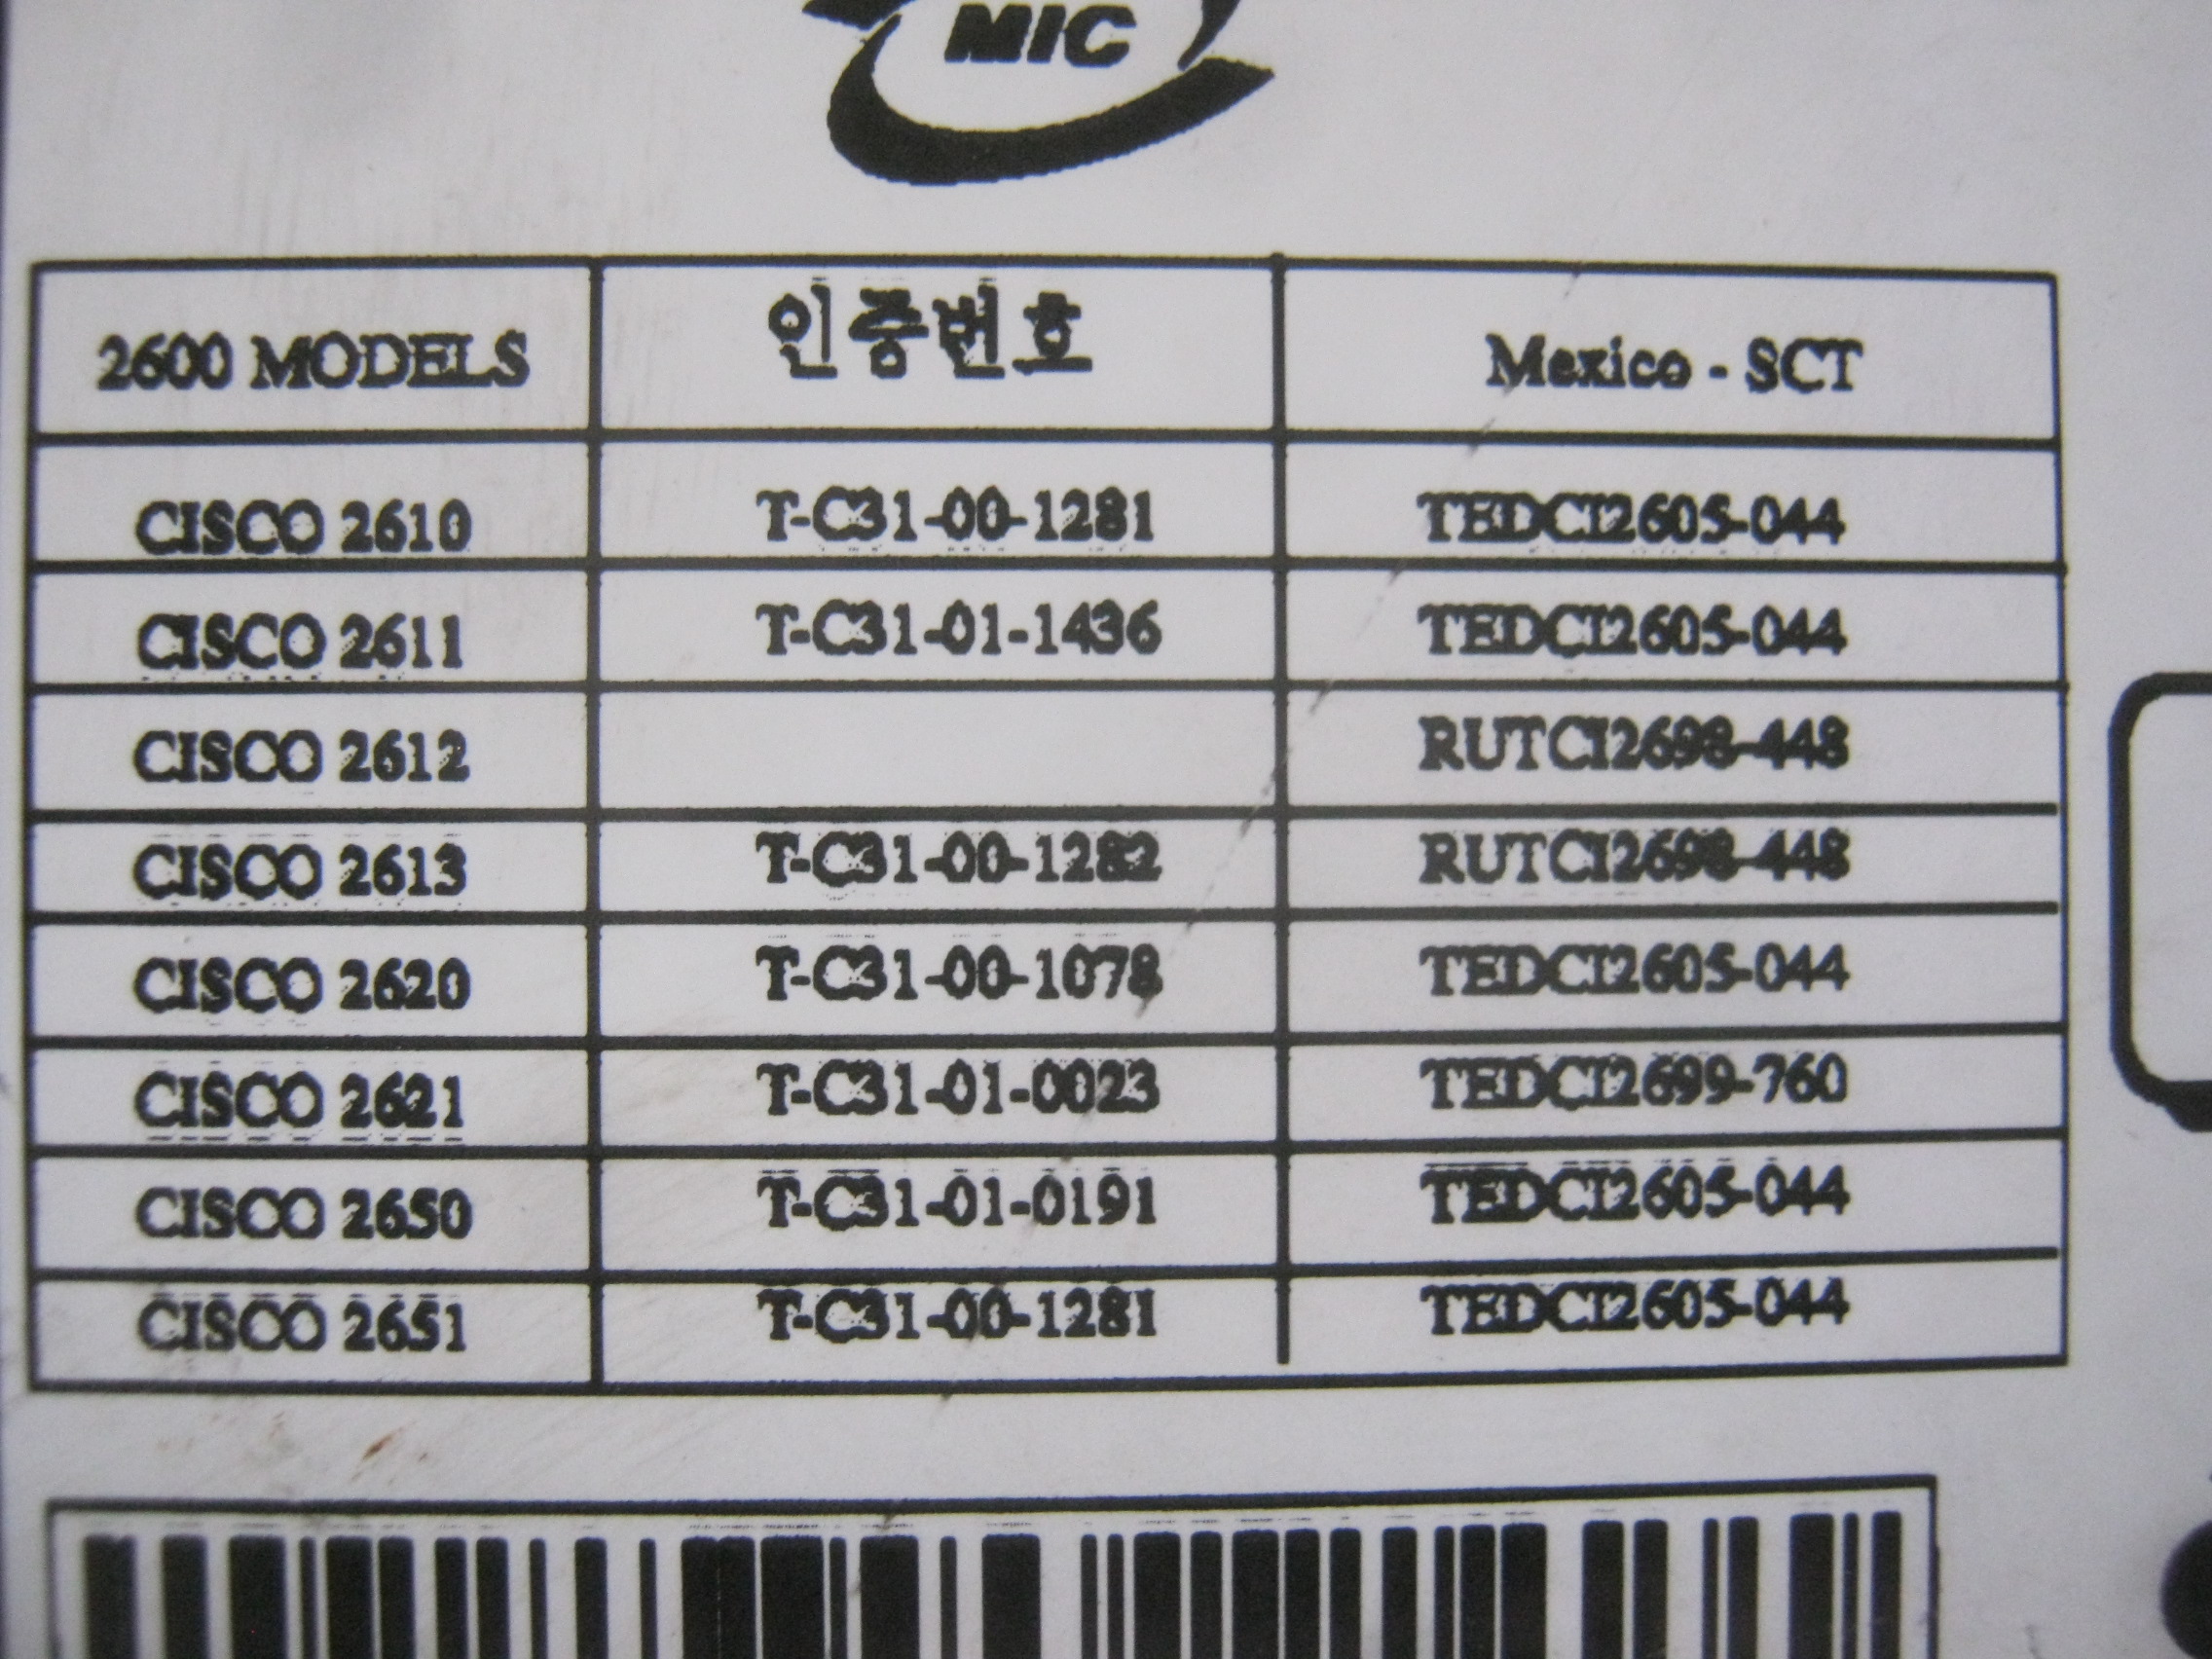 MIC
2600 MODELS 인증번호 Mexico - SCT
CISCO 2610 T-C31-00-1281 TEDCI2605-044
CISCO 2611 T-C31-01-1436 TEDCI2605-044
CISCO 2612 RUTCI2698-448
CISCO 2613 T-C31-00-1282 RUTCI2698-448
CISCO 2620 T-C31-00-1078 TEDCI2605-044
CISCO 2621 T-C31-01-0023 TEDCI2699-760
CISCO 2650 T-C31-01-0191 TEDCI2605-044
CISCO 2651 T-C31-00-1281 TEDCI2605-044